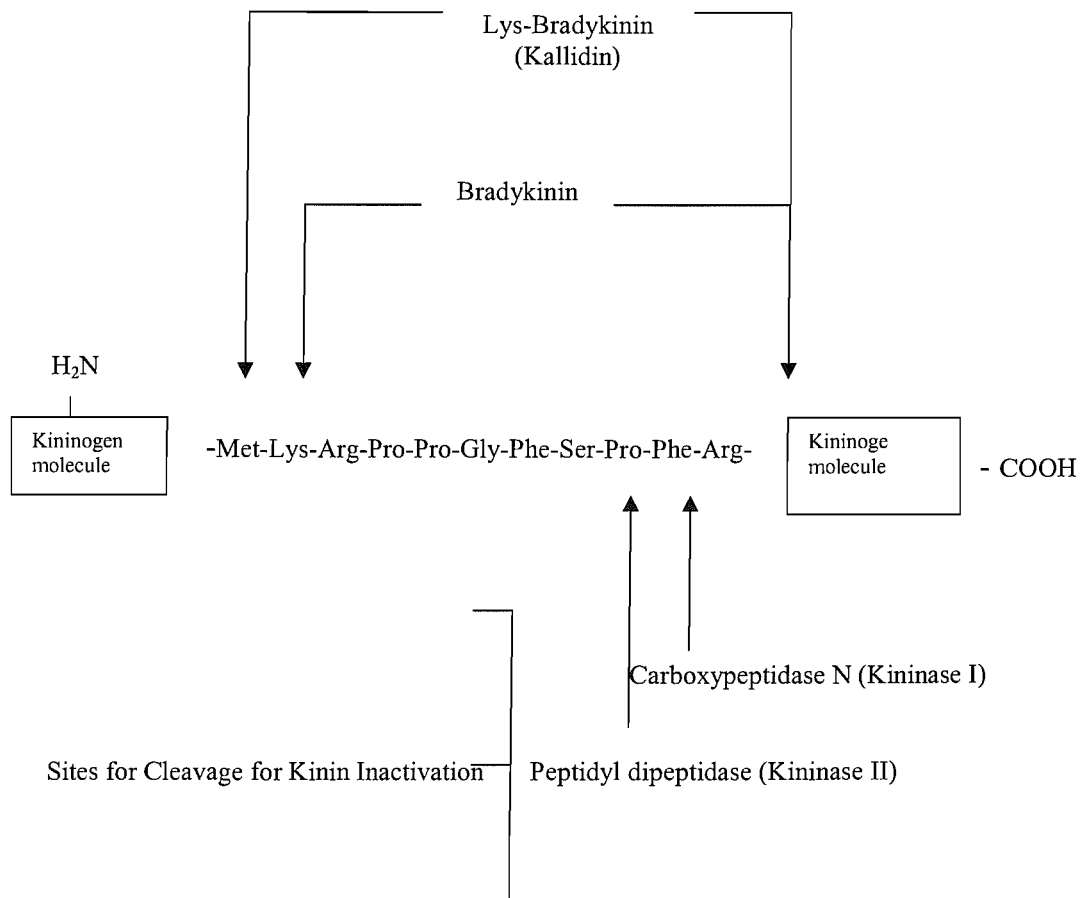 Lys-Bradykinin
(Kallidin)
Bradykinin
H₂N
Kininogen
molecule
-Met-Lys-Arg-Pro-Pro-Gly-Phe-Ser-Pro-Phe-Arg-
Kininoge
molecule
- COOH
Carboxypeptidase N (Kininase I)
Sites for Cleavage for Kinin Inactivation
Peptidyl dipeptidase (Kininase II)